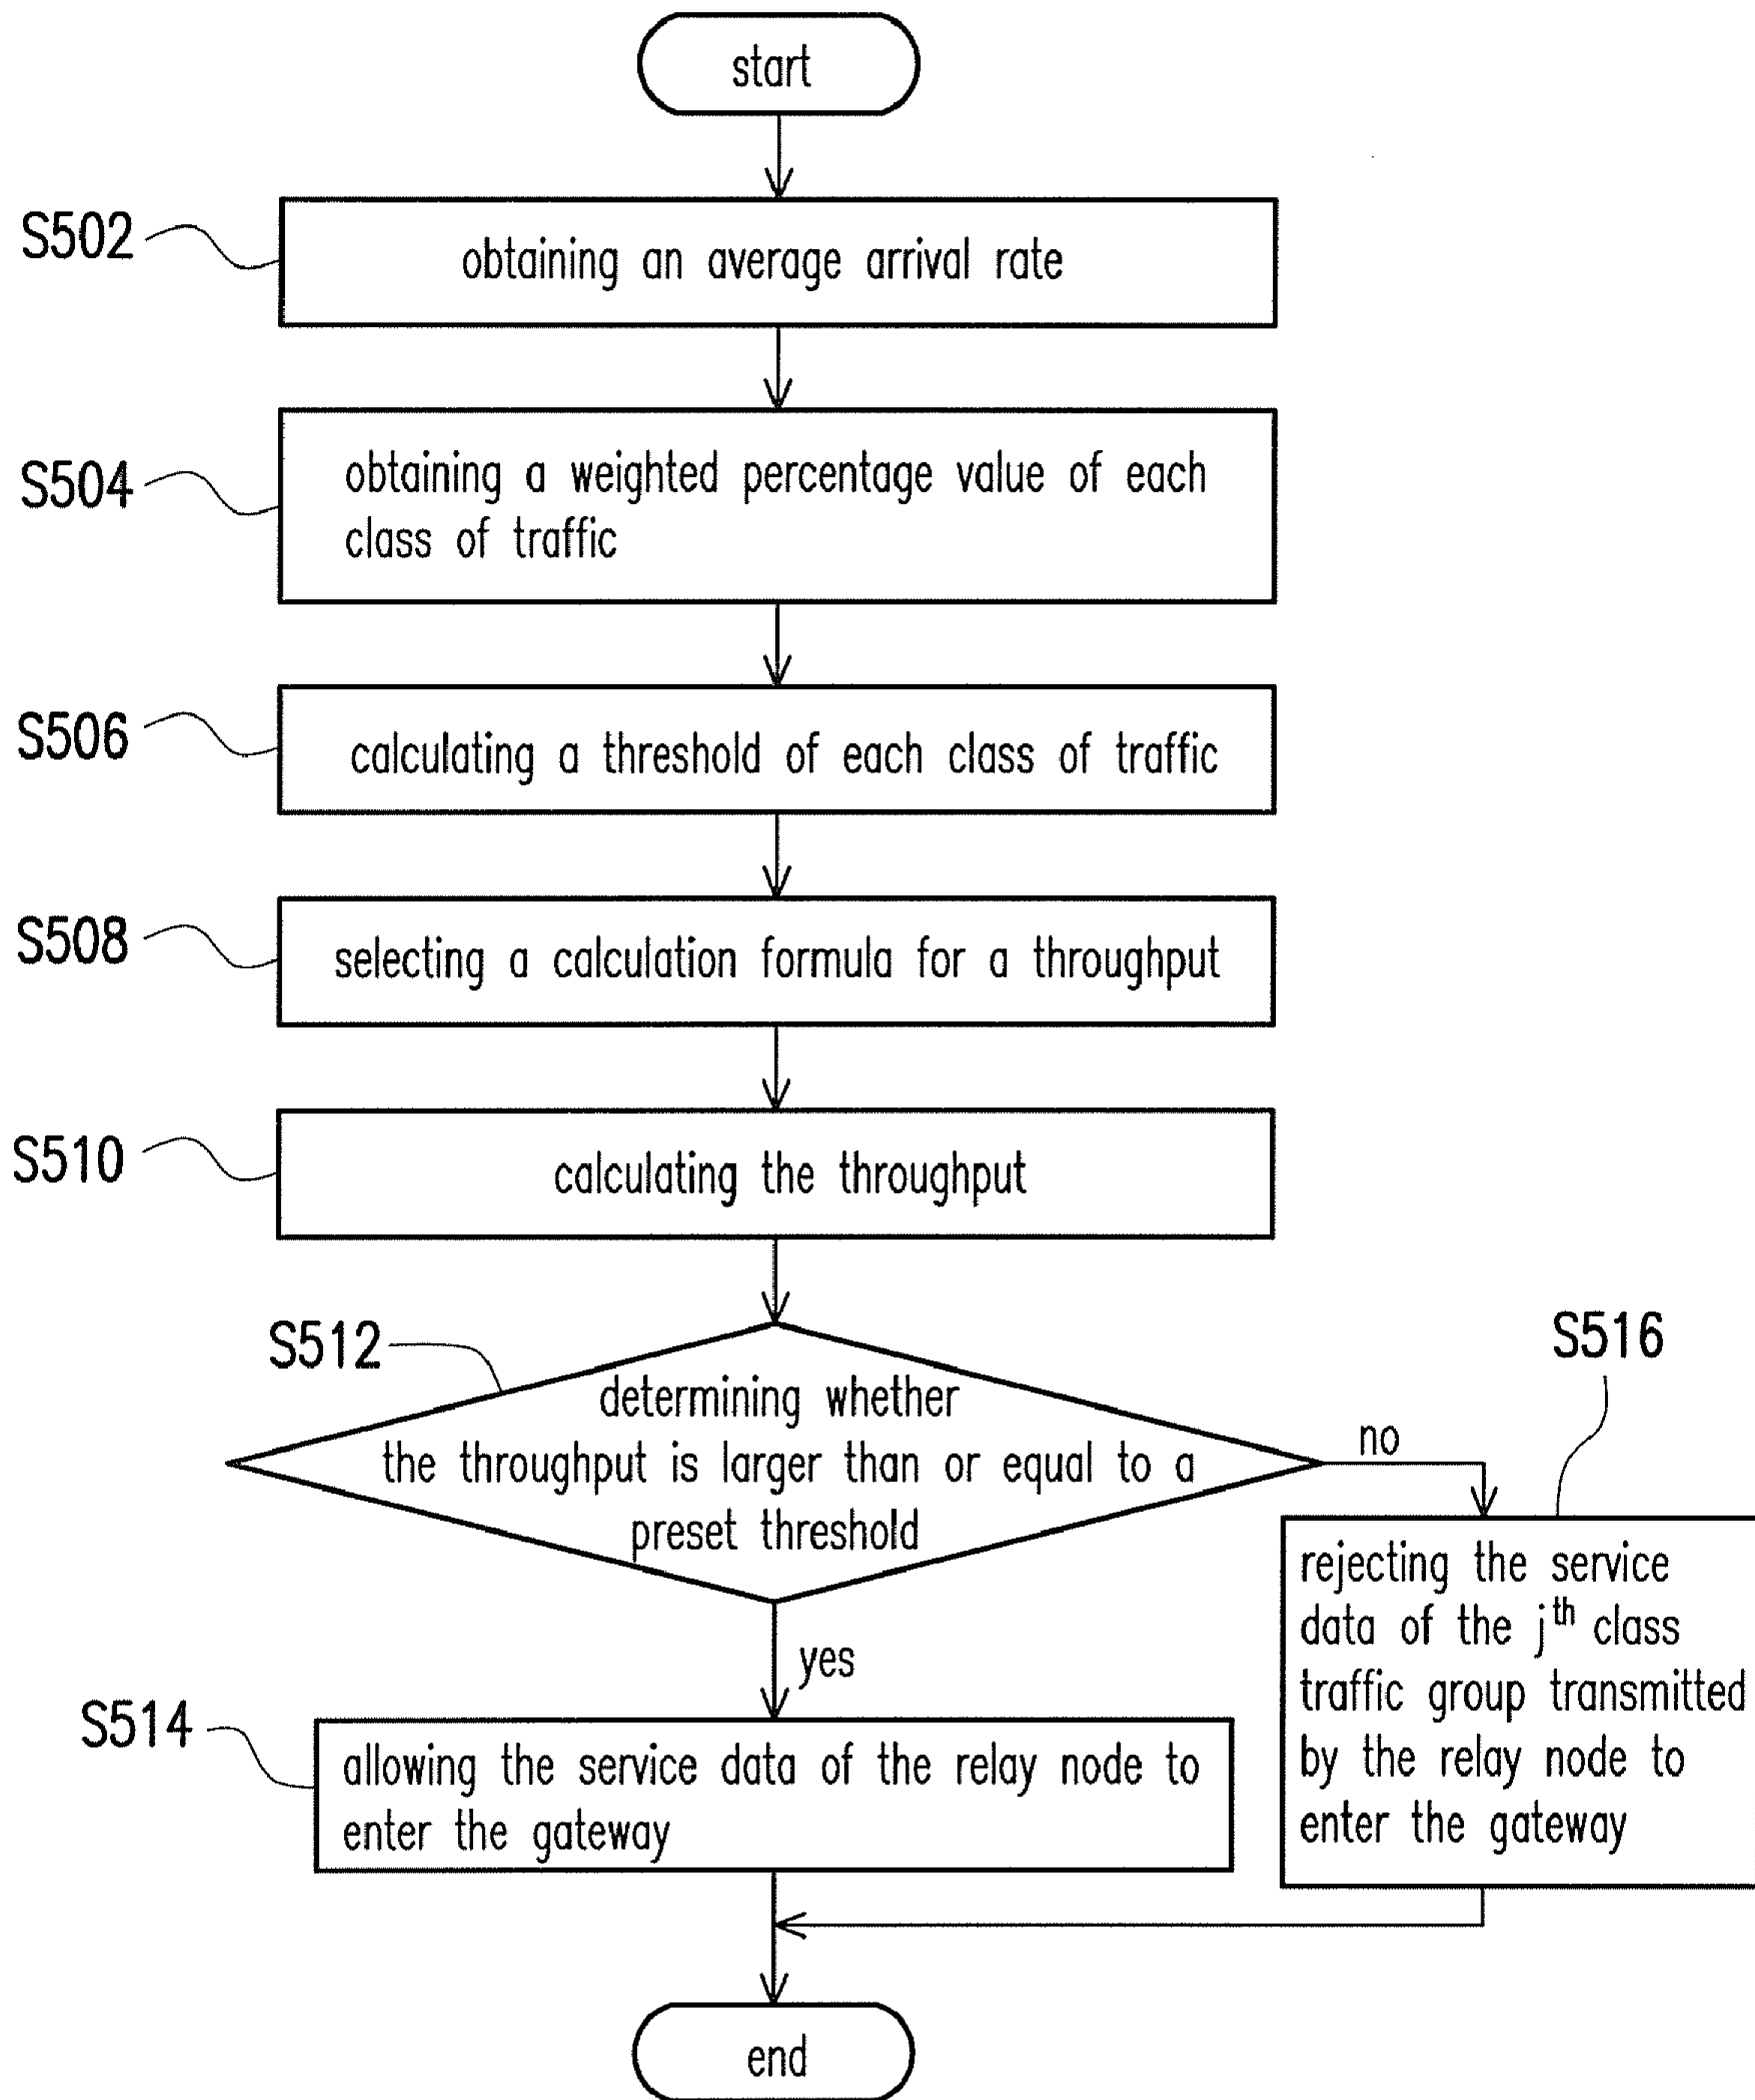 start
S502
obtaining an average arrival rate
S504
obtaining a weighted percentage value of each
class of traffic
S506
calculating a threshold of each class of traffic
S508
selecting a calculation formula for a throughput
S510
calculating the throughput
S512
determining whether
the throughput is larger than or equal to a
preset threshold
no
S516
rejecting the service
data of the jth class
traffic group transmitted
by the relay node to
enter the gateway
yes
S514
allowing the service data of the relay node to
enter the gateway
end